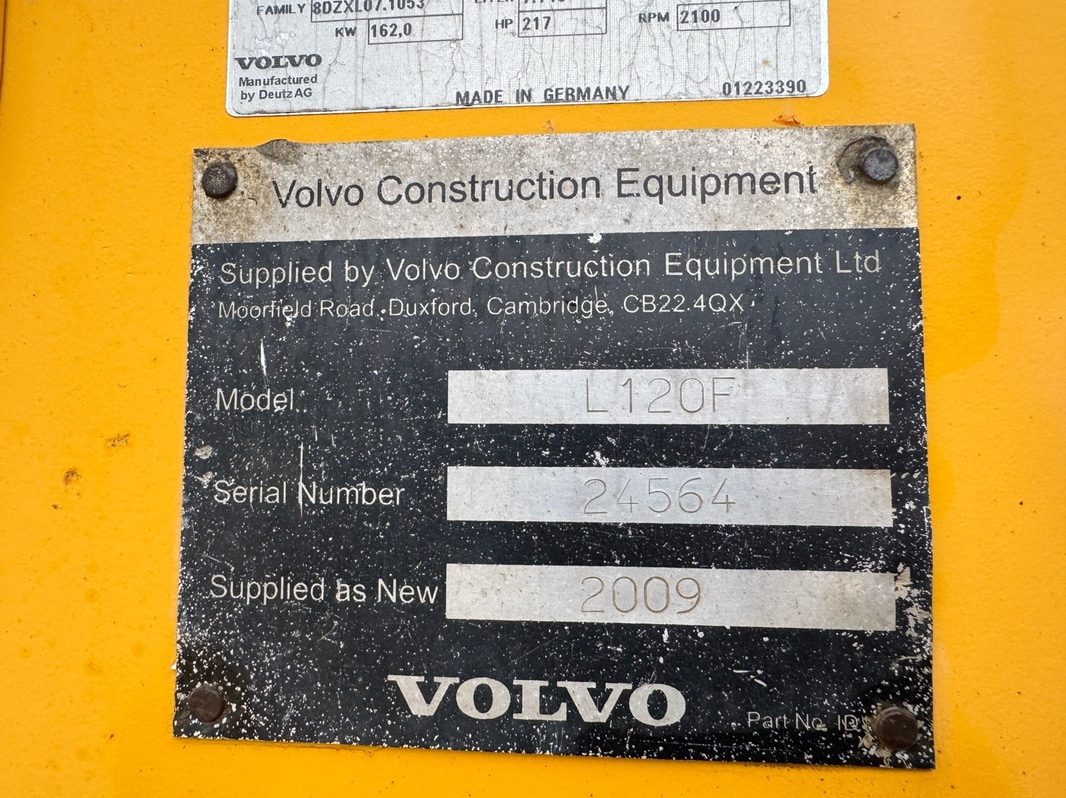 FAMILY 8DZXL07.1053
KW 162,0 HP 217 RPM 2100
VOLVO
Manufactured
by Deutz AG
MADE IN GERMANY 01223390
Volvo Construction Equipment
Supplied by Volvo Construction Equipment Ltd
Moorfield Road, Duxford, Cambridge, CB22 4QX
Model
L120F
Serial Number
24564
Supplied as New
2009
VOLVO
Part No. ID